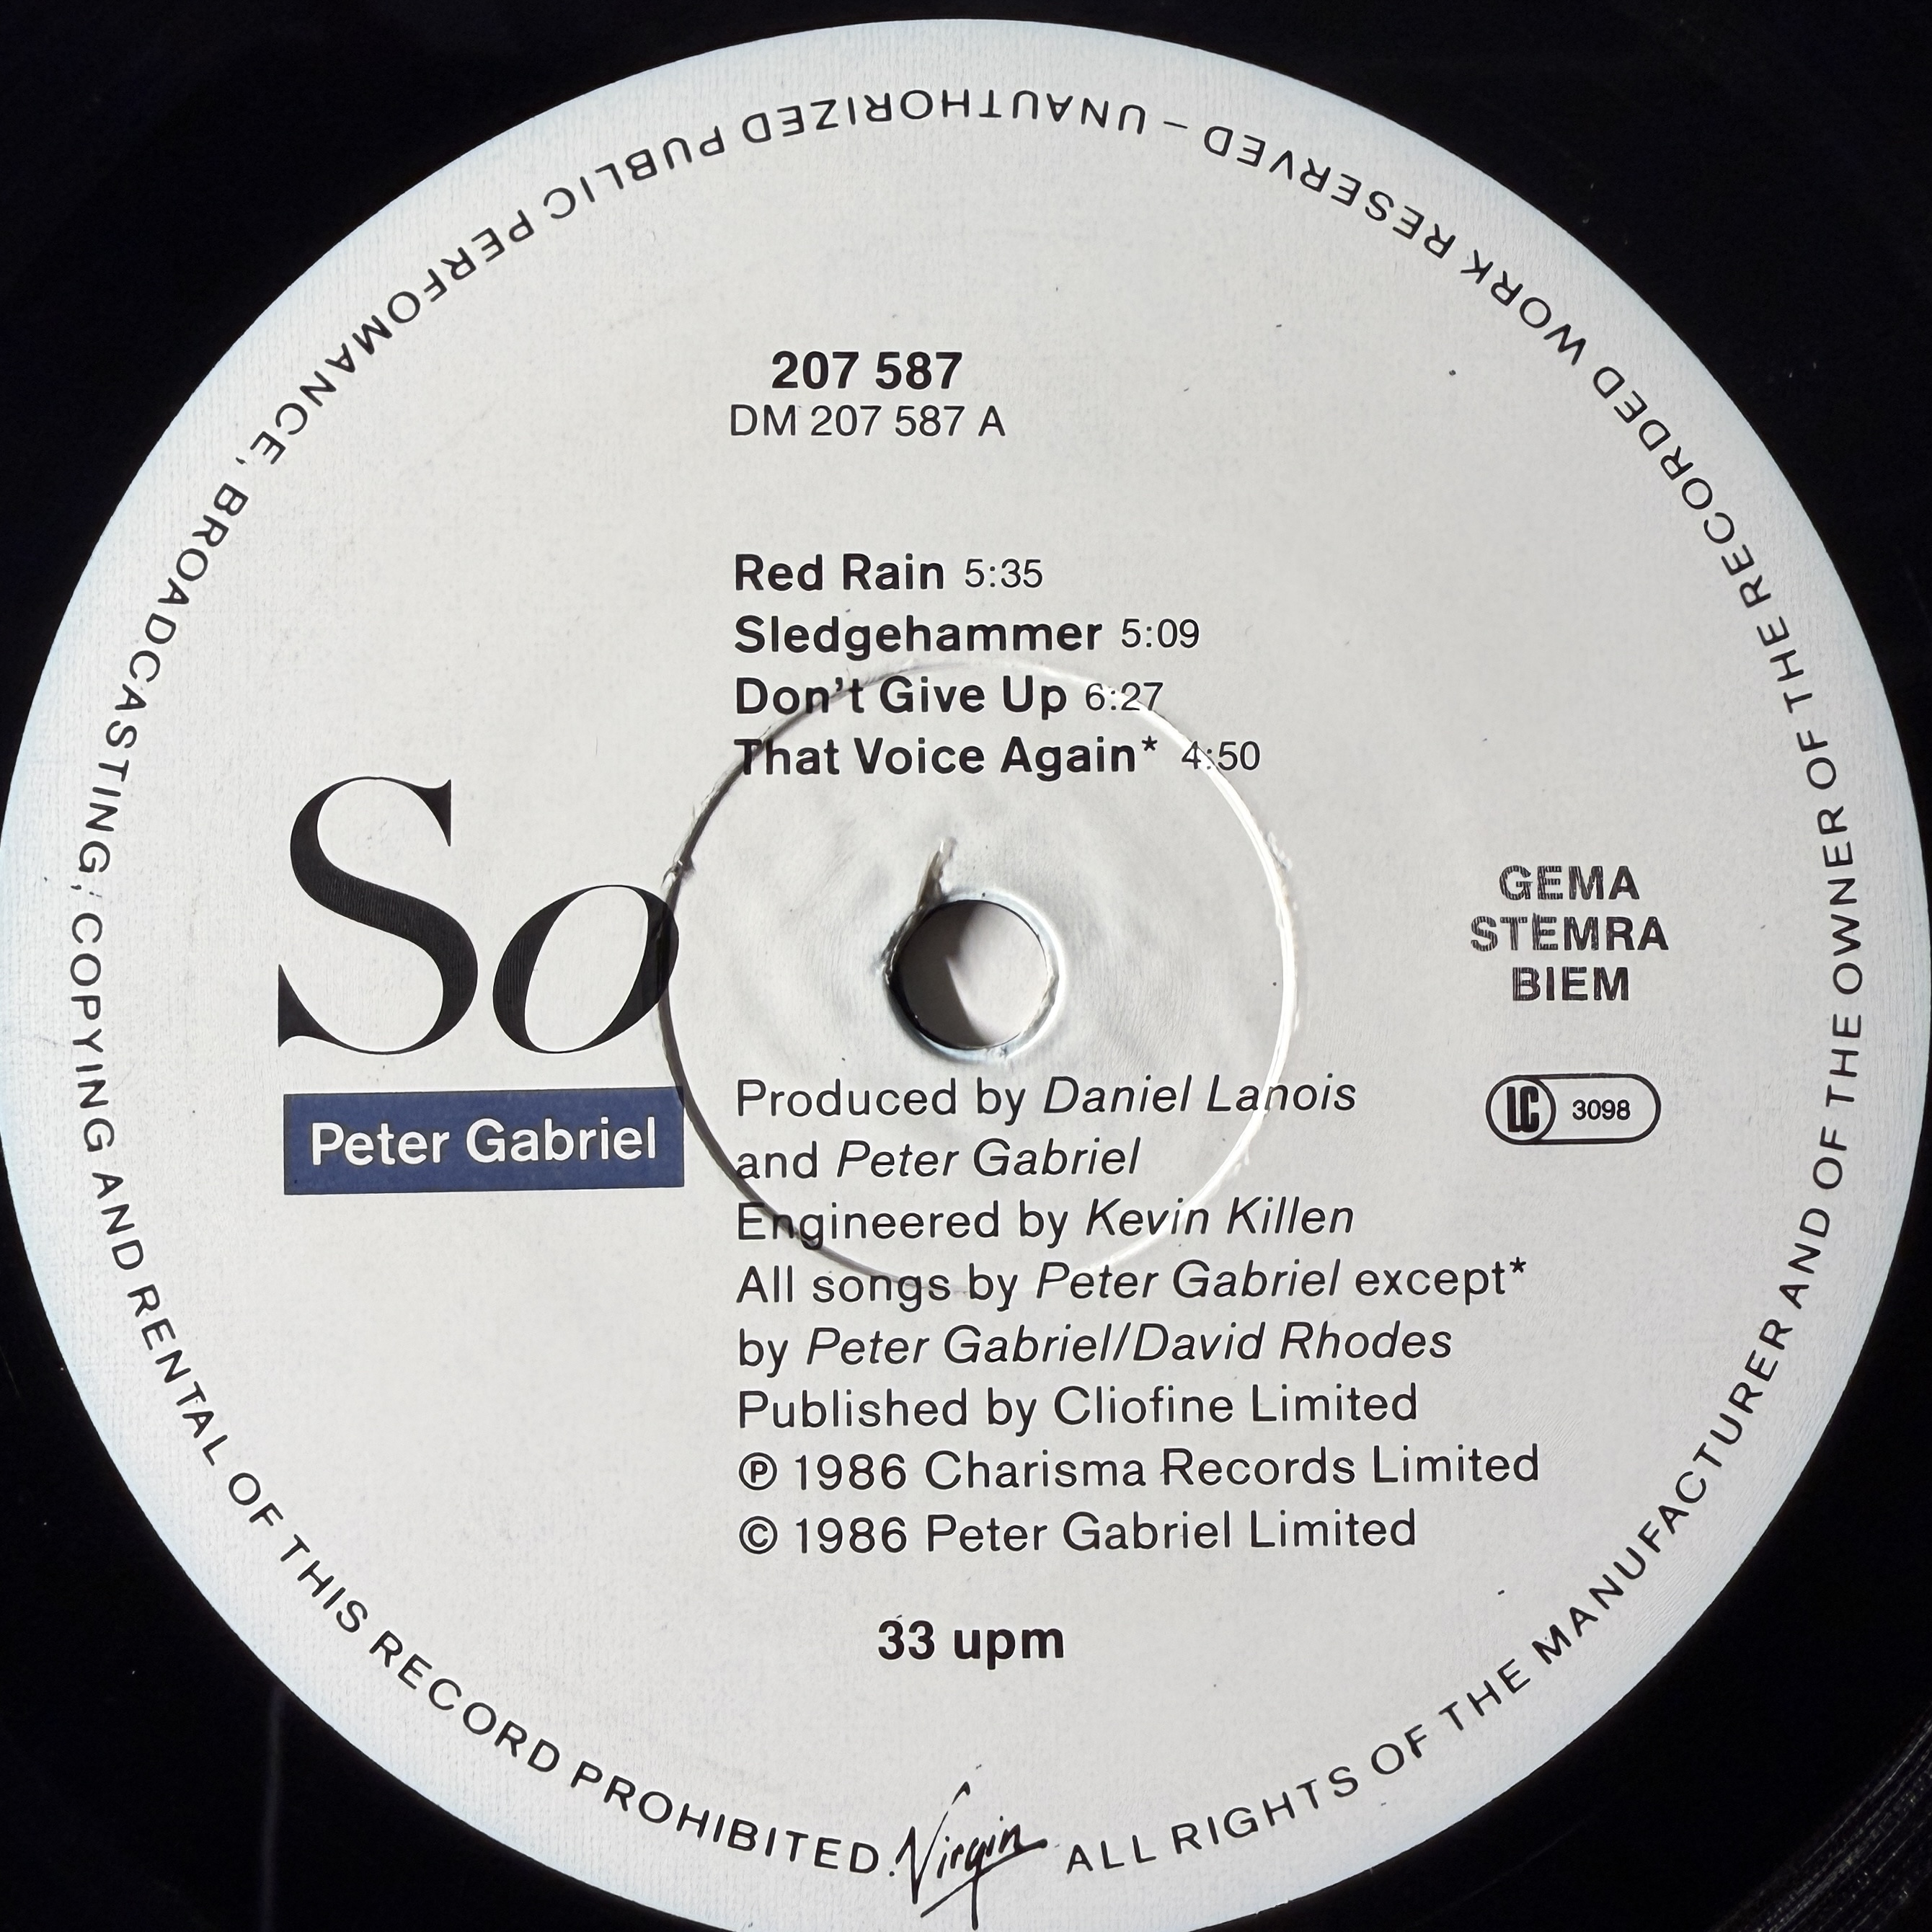 207 587
DM 207 587 A
Red Rain 5:35
Sledgehammer 5:09
Don't Give Up 6:27
That Voice Again* 4:50
So
Peter Gabriel
GEMA
STEMRA
BIEM
LC 3098
Produced by Daniel Lanois
and Peter Gabriel
Engineered by Kevin Killen
All songs by Peter Gabriel except*
by Peter Gabriel/David Rhodes
Published by Cliofine Limited
℗ 1986 Charisma Records Limited
© 1986 Peter Gabriel Limited
33 upm
Virgin
ALL RIGHTS OF THE MANUFACTURER AND OF THE OWNER OF THE RECORDED WORK RESERVED – UNAUTHORIZED PUBLIC PERFOMANCE, BROADCASTING; COPYING AND RENTAL OF THIS RECORD PROHIBITED.